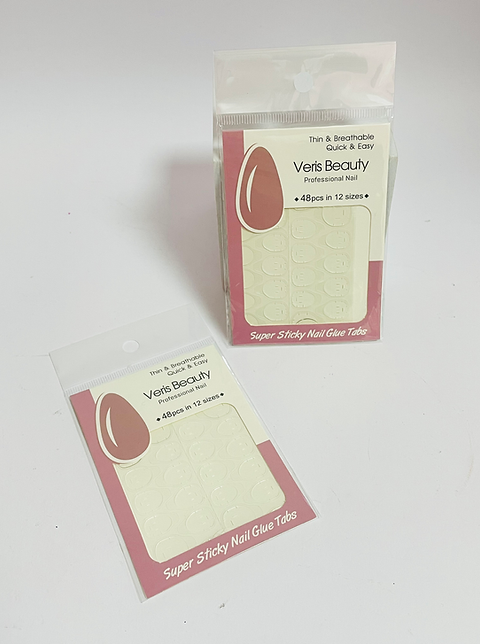 Thin & Breathable
Quick & Easy
Veris Beauty
Professional Nail
◆ 48pcs in 12 sizes ◆
Super Sticky Nail Glue Tabs
Thin & Breathable
Quick & Easy
Veris Beauty
Professional Nail
◆ 48pcs in 12 sizes ◆
Super Sticky Nail Glue Tabs